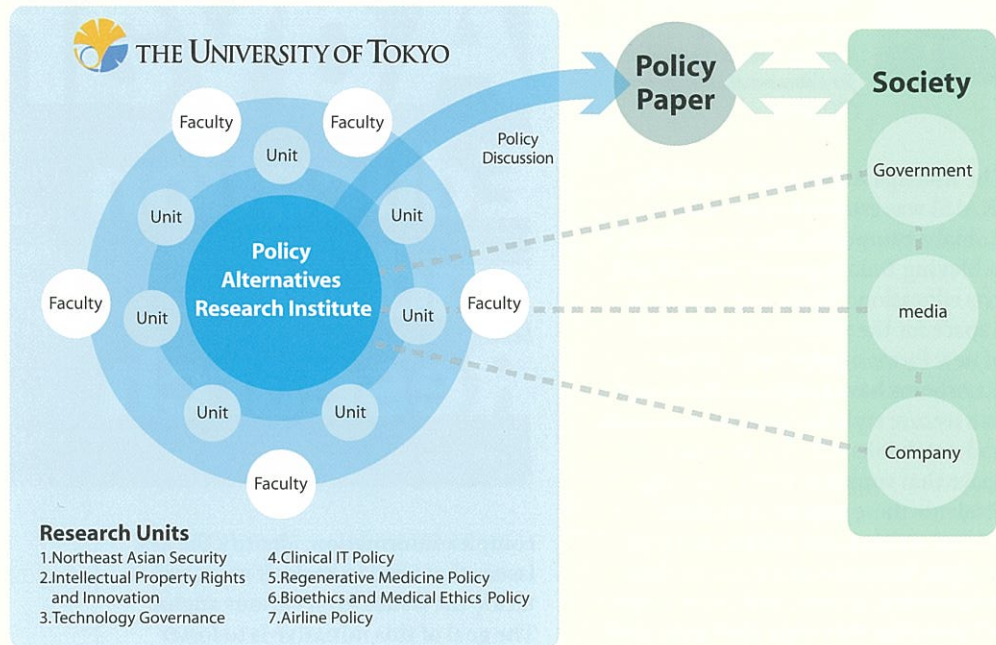 THE UNIVERSITY OF TOKYO
Faculty
Faculty
Unit
Unit
Unit
Policy
Alternatives
Research Institute
Faculty
Unit
Unit
Faculty
Unit
Unit
Faculty
Policy
Discussion
Policy
Paper
Society
Government
media
Company
Research Units
1.Northeast Asian Security
2.Intellectual Property Rights
and Innovation
3.Technology Governance
4.Clinical IT Policy
5.Regenerative Medicine Policy
6.Bioethics and Medical Ethics Policy
7.Airline Policy